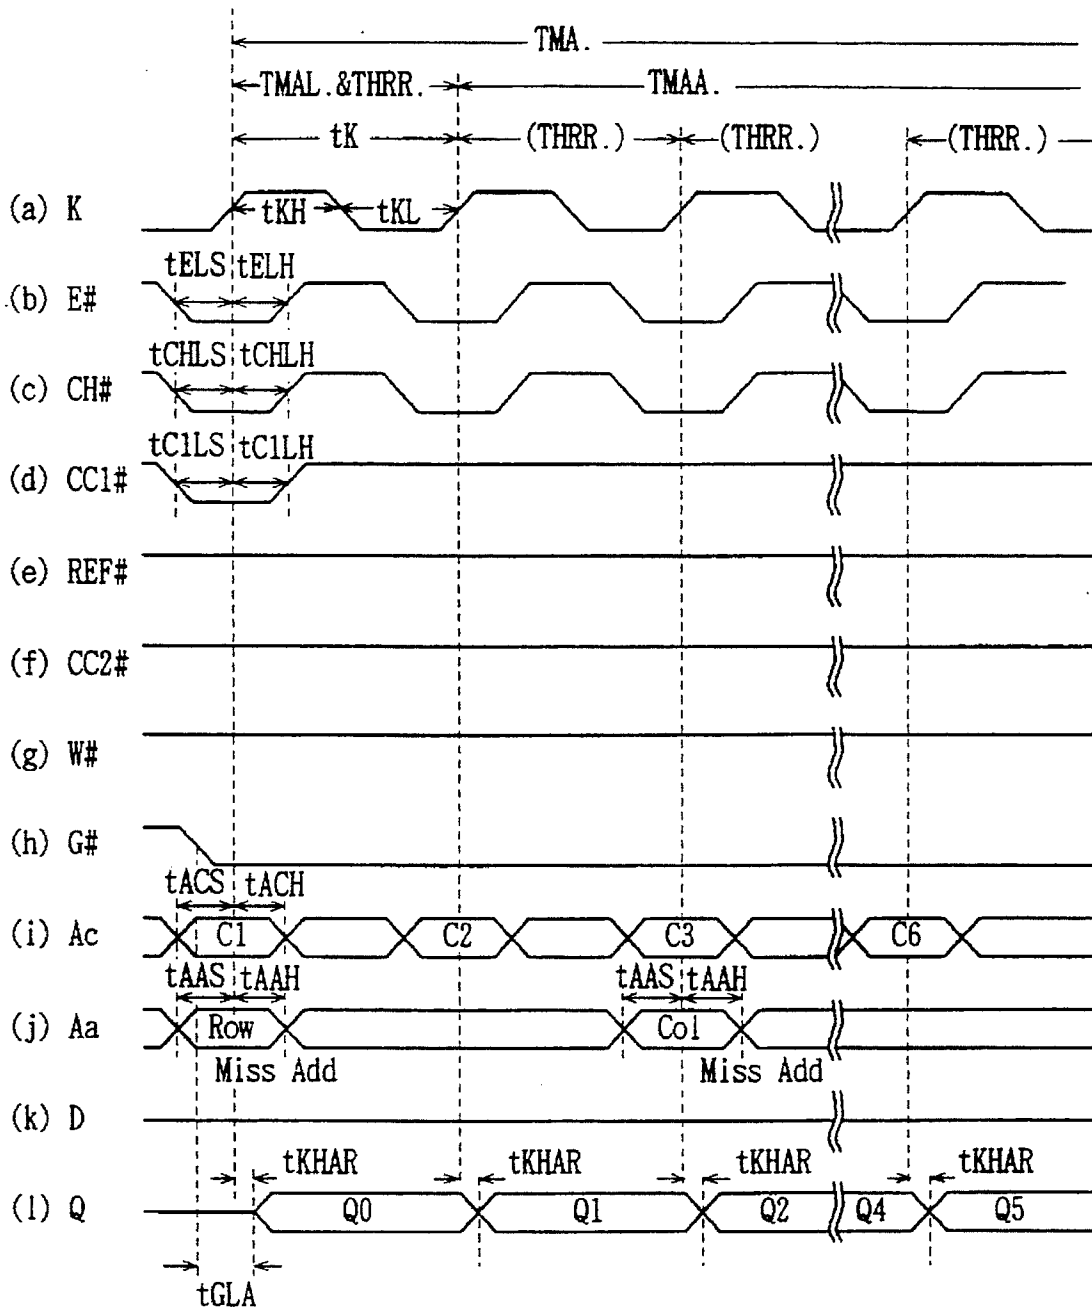 TMA.
TMAL.&THRR. TMAA.
tK (THRR.) (THRR.) (THRR.)
(a) K tKH tKL
tELS tELH
(b) E#
tCHLS tCHLH
(c) CH#
tC1LS tC1LH
(d) CC1#
(e) REF#
(f) CC2#
(g) W#
(h) G#
tACS tACH
(i) Ac C1 C2 C3 C6
tAAS tAAH tAAS tAAH
(j) Aa Row Col
Miss Add Miss Add
(k) D
tKHAR tKHAR tKHAR tKHAR
(l) Q Q0 Q1 Q2 Q4 Q5
tGLA